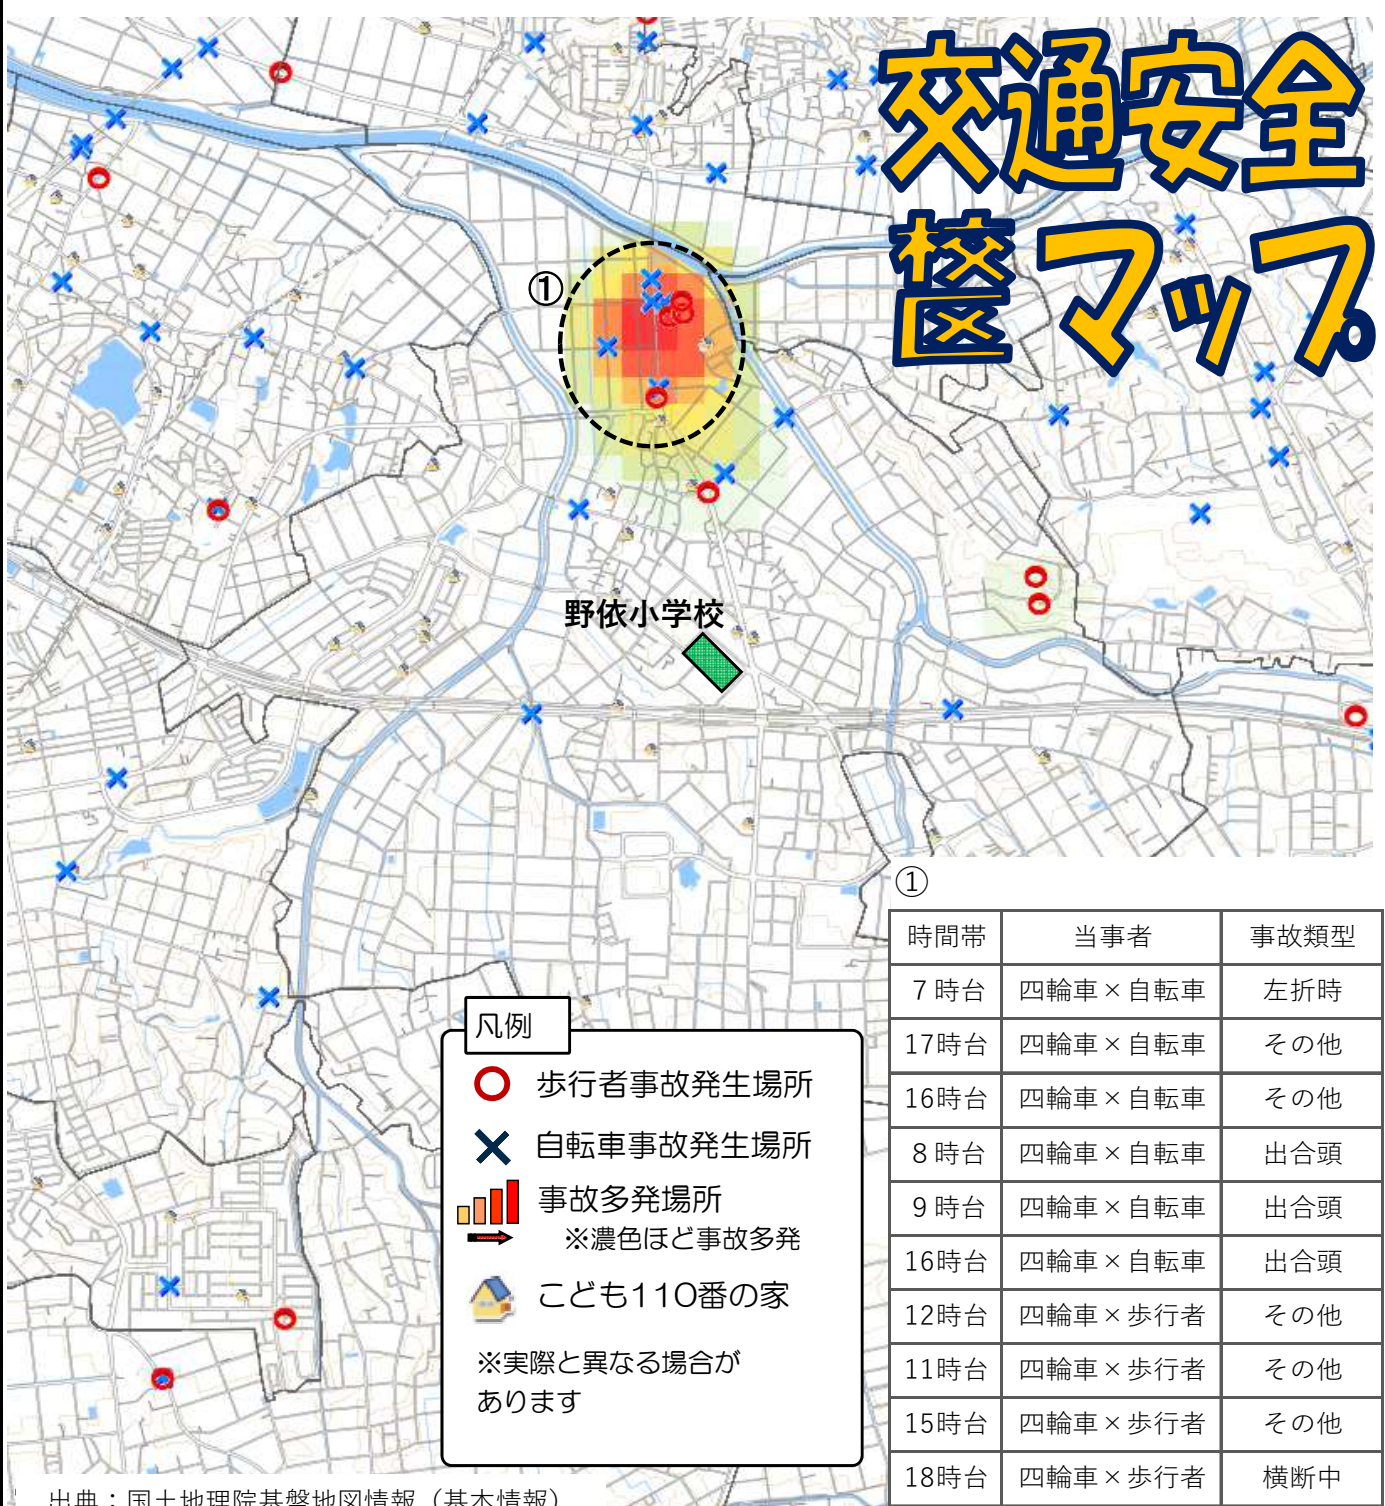 交通安全
校区マップ
①
野依小学校
①
時間帯 当事者 事故類型
7時台 四輪車×自転車 左折時
17時台 四輪車×自転車 その他
16時台 四輪車×自転車 その他
8時台 四輪車×自転車 出合頭
9時台 四輪車×自転車 出合頭
16時台 四輪車×自転車 出合頭
12時台 四輪車×歩行者 その他
11時台 四輪車×歩行者 その他
15時台 四輪車×歩行者 その他
18時台 四輪車×歩行者 横断中
凡例
歩行者事故発生場所
自転車事故発生場所
事故多発場所
※濃色ほど事故多発
こども110番の家
※実際と異なる場合が
あります
出典：国土地理院基盤地図情報（基本情報）